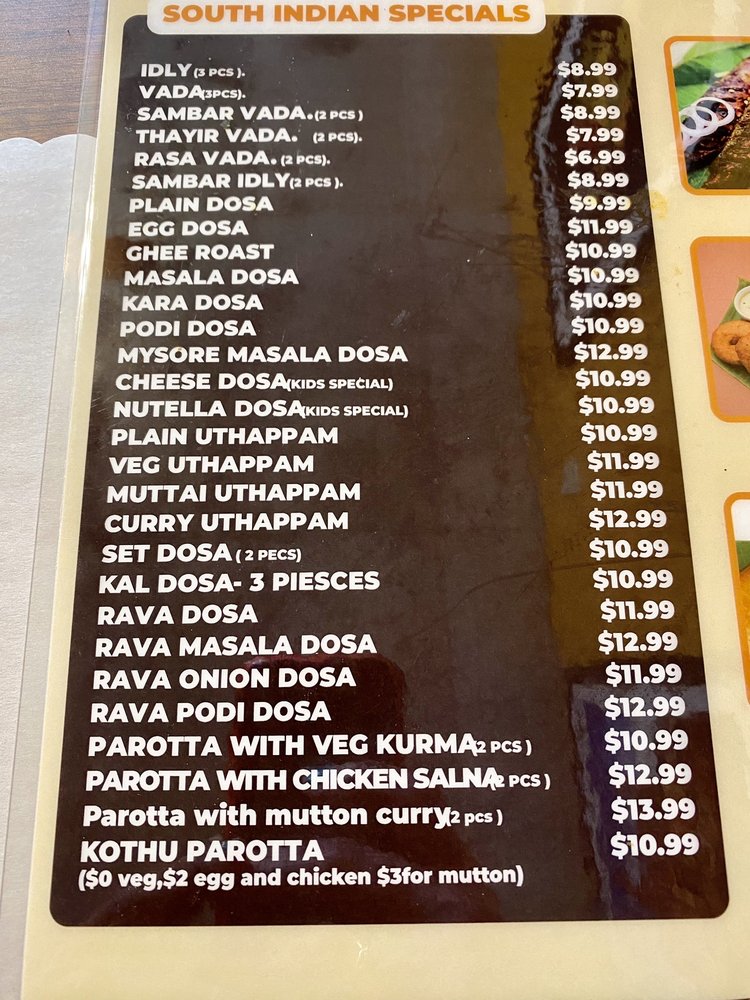 SOUTH INDIAN SPECIALS
IDLY (3 PCS ). $8.99
VADA(3PCS). $7.99
SAMBAR VADA. (2 PCS ) $8.99
THAYIR VADA. (2 PCS). $7.99
RASA VADA. (2 PCS). $6.99
SAMBAR IDLY(2 PCS ). $8.99
PLAIN DOSA $9.99
EGG DOSA $11.99
GHEE ROAST $10.99
MASALA DOSA $10.99
KARA DOSA $10.99
PODI DOSA $10.99
MYSORE MASALA DOSA $12.99
CHEESE DOSA(KIDS SPECIAL) $10.99
NUTELLA DOSA(KIDS SPECIAL) $10.99
PLAIN UTHAPPAM $10.99
VEG UTHAPPAM $11.99
MUTTAI UTHAPPAM $11.99
CURRY UTHAPPAM $12.99
SET DOSA ( 2 PECS) $10.99
KAL DOSA- 3 PIESCES $10.99
RAVA DOSA $11.99
RAVA MASALA DOSA $12.99
RAVA ONION DOSA $11.99
RAVA PODI DOSA $12.99
PAROTTA WITH VEG KURMA(2 PCS ) $10.99
PAROTTA WITH CHICKEN SALNA(2 PCS ) $12.99
Parotta with mutton curry(2 pcs ) $13.99
KOTHU PAROTTA $10.99
($0 veg,$2 egg and chicken $3for mutton)